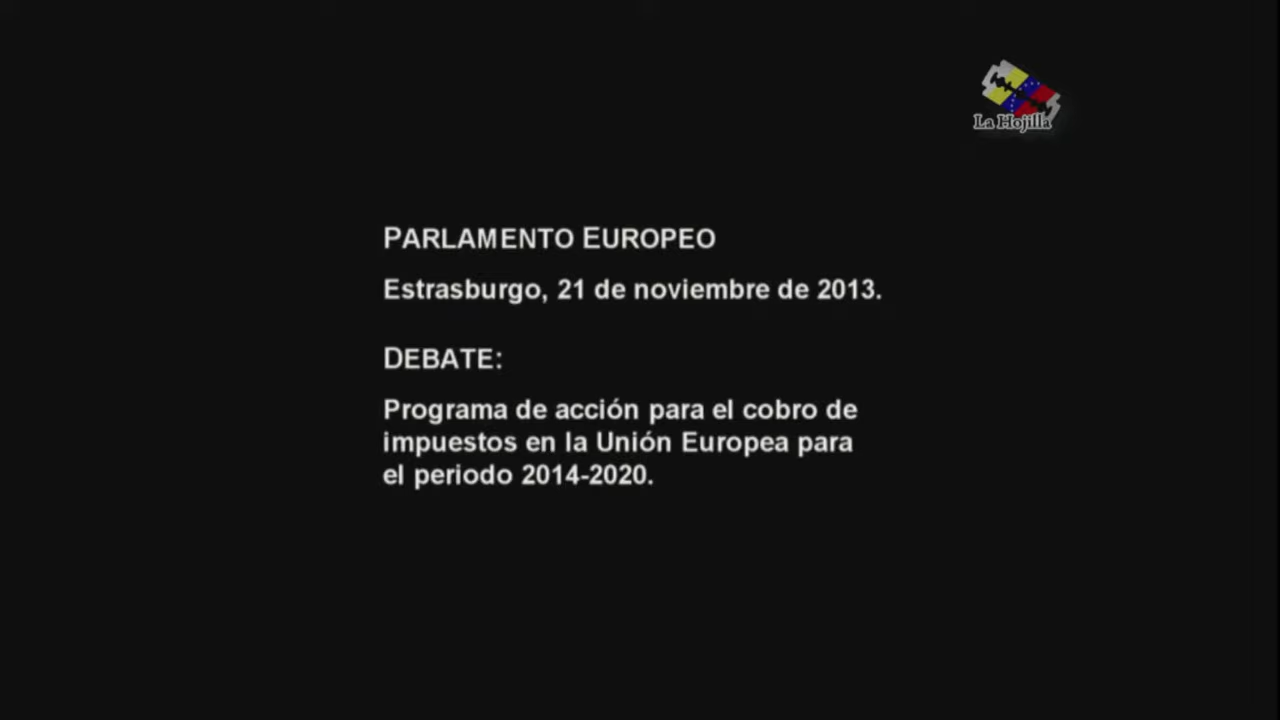 La Hojilla
PARLAMENTO EUROPEO
Estrasburgo, 21 de noviembre de 2013.
DEBATE:
Programa de acción para el cobro de
impuestos en la Unión Europea para
el periodo 2014-2020.